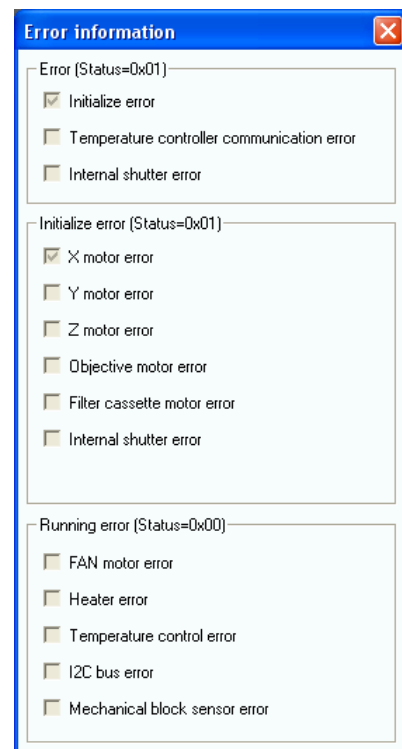 Error information
Error (Status=0x01)
Initialize error
Temperature controller communication error
Internal shutter error
Initialize error (Status=0x01)
X motor error
Y motor error
Z motor error
Objective motor error
Filter cassette motor error
Internal shutter error
Running error (Status=0x00)
FAN motor error
Heater error
Temperature control error
I2C bus error
Mechanical block sensor error